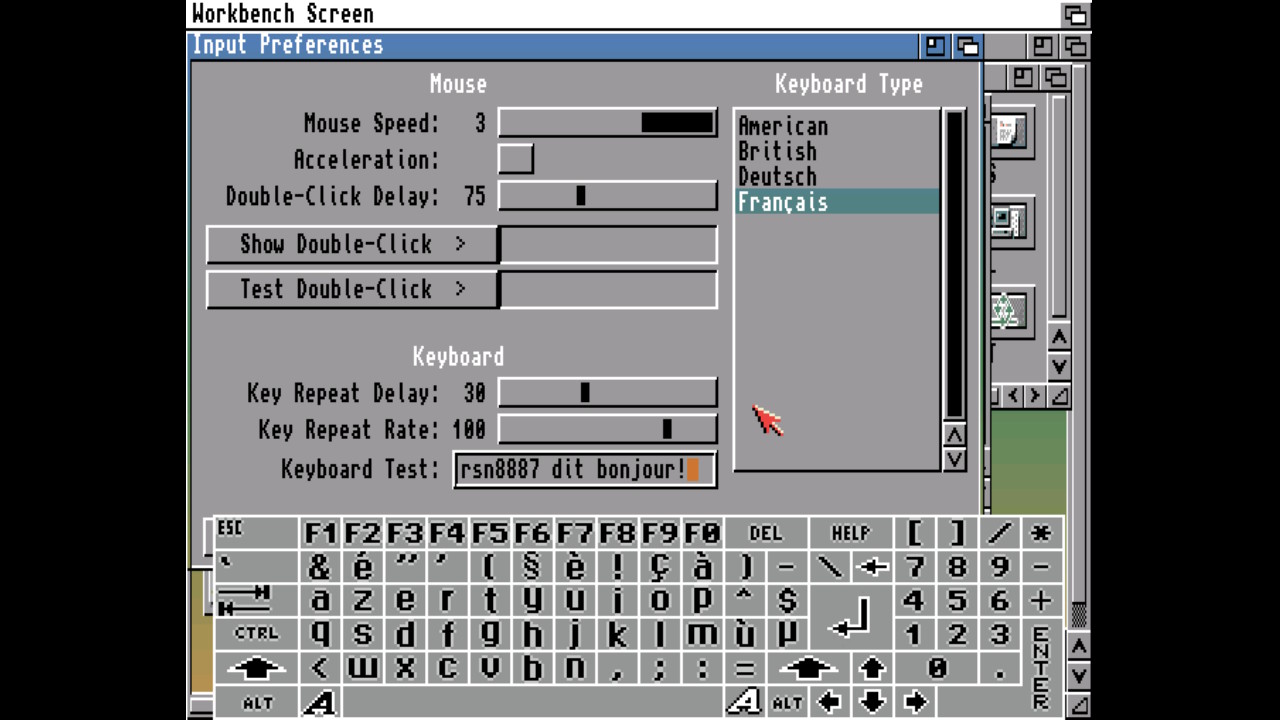 Workbench Screen
Input Preferences
Mouse
Mouse Speed: 3
Acceleration:
Double-Click Delay: 75
Show Double-Click >
Test Double-Click >
Keyboard
Key Repeat Delay: 30
Key Repeat Rate: 100
Keyboard Test: rsn8887 dit bonjour!
Keyboard Type
American
British
Deutsch
Français
ESC F1 F2 F3 F4 F5 F6 F7 F8 F9 F0 DEL HELP [ ] / *
` & é " ' ( § è ! ç à ) - \ ← 7 8 9 -
a z e r t y u i o p ^ $ 4 5 6 +
CTRL q s d f g h j k l m ù µ 1 2 3 ENTER
< w x c v b n , ; : = 0 .
ALT A A ALT